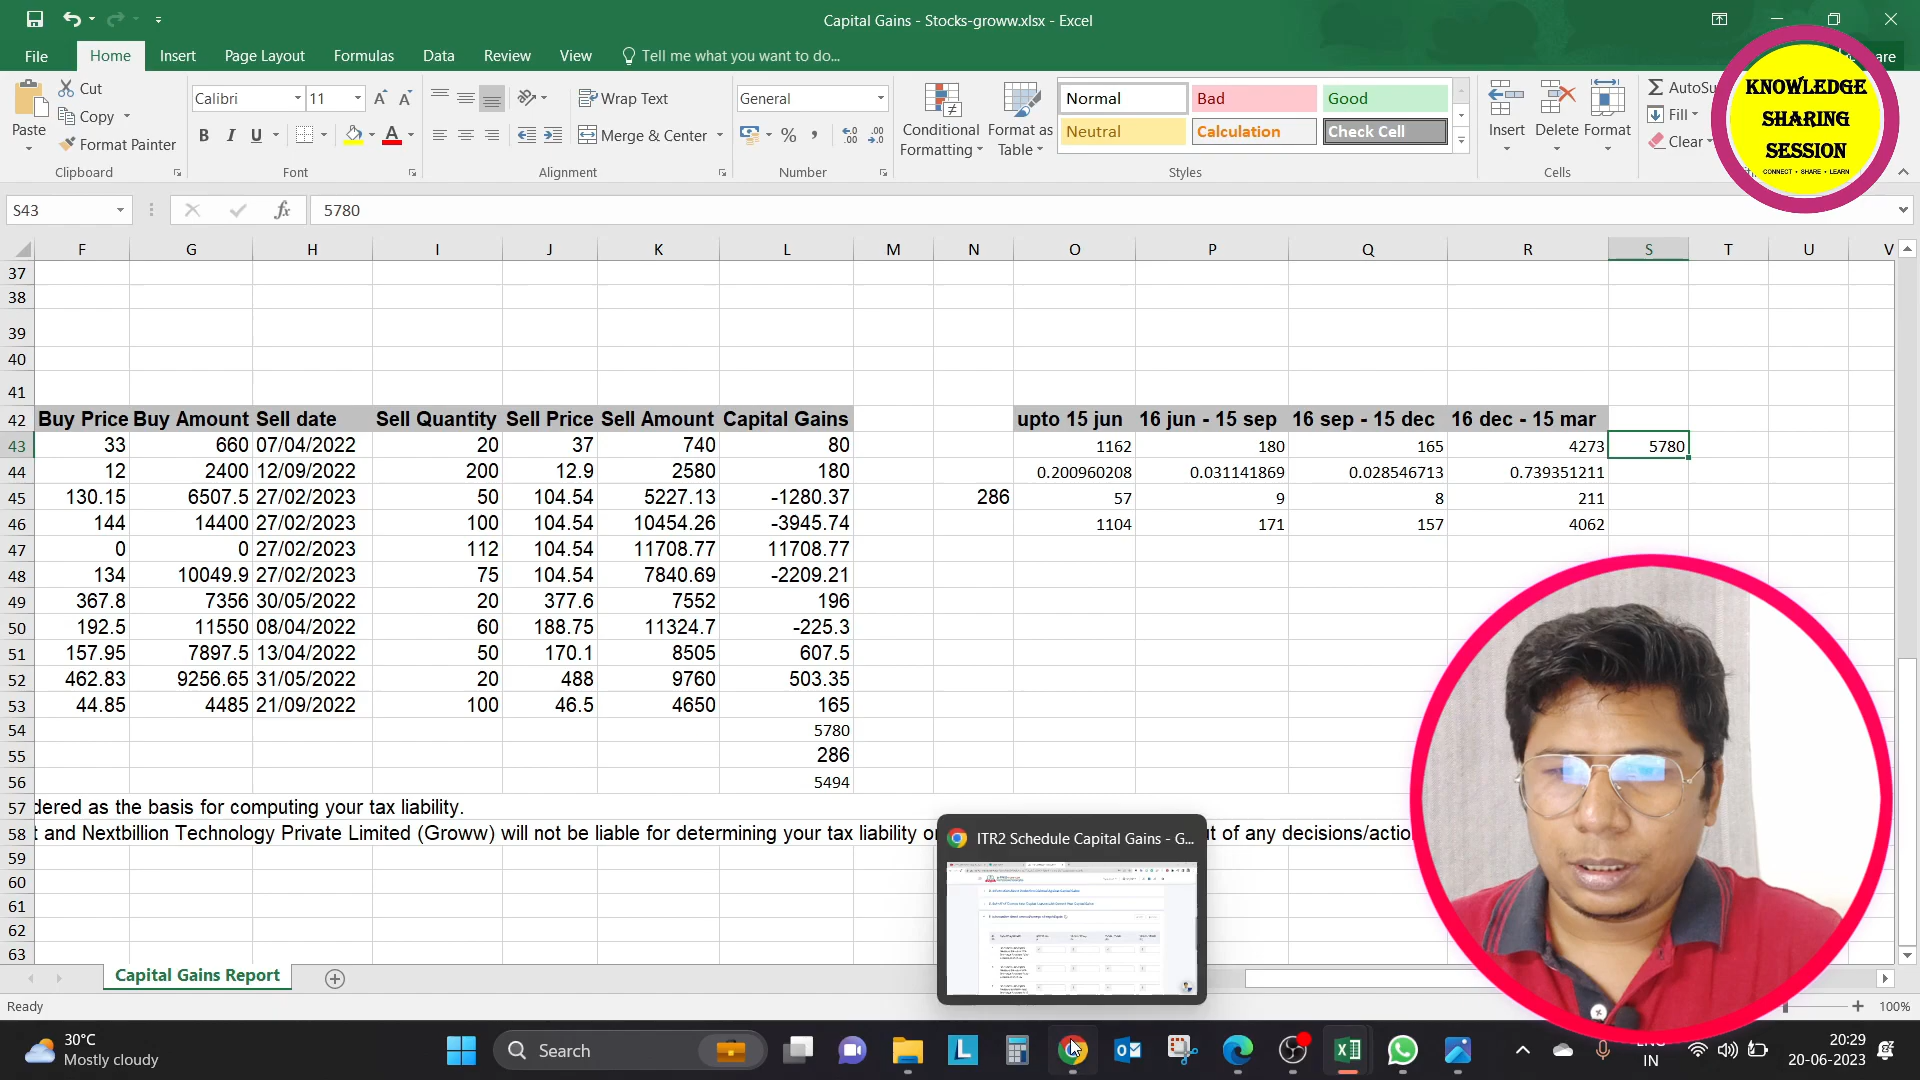 Capital Gains - Stocks-groww.xlsx - Excel
File Home Insert Page Layout Formulas Data Review View Tell me what you want to do...
Paste
Cut
Copy
Format Painter
Clipboard
Calibri 11
B I U
Font
Wrap Text
Merge & Center
Alignment
General
%
Number
Conditional Formatting
Format as Table
Normal Bad Good
Neutral Calculation Check Cell
Styles
Insert Delete Format
Cells
AutoSu
Fill
Clear
KNOWLEDGE
SHARING
SESSION
CONNECT • SHARE • LEARN
S43 fx 5780
F G H I J K L M N O P Q R S T U V
37
38
39
40
41
42 Buy Price Buy Amount Sell date Sell Quantity Sell Price Sell Amount Capital Gains upto 15 jun 16 jun - 15 sep 16 sep - 15 dec 16 dec - 15 mar
43 33 660 07/04/2022 20 37 740 80 1162 180 165 4273 5780
44 12 2400 12/09/2022 200 12.9 2580 180 0.200960208 0.031141869 0.028546713 0.739351211
45 130.15 6507.5 27/02/2023 50 104.54 5227.13 -1280.37 286 57 9 8 211
46 144 14400 27/02/2023 100 104.54 10454.26 -3945.74 1104 171 157 4062
47 0 0 27/02/2023 112 104.54 11708.77 11708.77
48 134 10049.9 27/02/2023 75 104.54 7840.69 -2209.21
49 367.8 7356 30/05/2022 20 377.6 7552 196
50 192.5 11550 08/04/2022 60 188.75 11324.7 -225.3
51 157.95 7897.5 13/04/2022 50 170.1 8505 607.5
52 462.83 9256.65 31/05/2022 20 488 9760 503.35
53 44.85 4485 21/09/2022 100 46.5 4650 165
54 5780
55 286
56 5494
57 dered as the basis for computing your tax liability.
58 t and Nextbillion Technology Private Limited (Groww) will not be liable for determining your tax liability o ut of any decisions/actio
59
60
61
62
63
ITR2 Schedule Capital Gains - G...
Capital Gains Report
Ready
100%
30°C
Mostly cloudy
Search
IN
20:29
20-06-2023